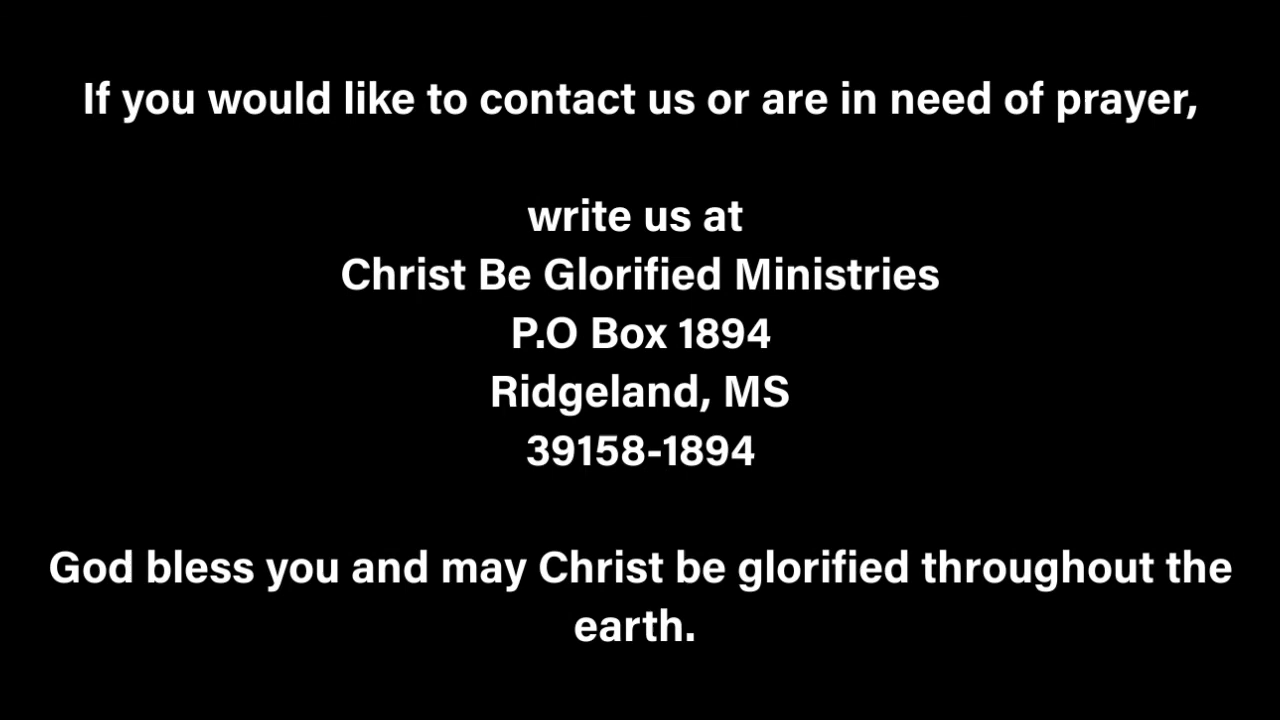 If you would like to contact us or are in need of prayer,
write us at
Christ Be Glorified Ministries
P.O Box 1894
Ridgeland, MS
39158-1894
God bless you and may Christ be glorified throughout the
earth.